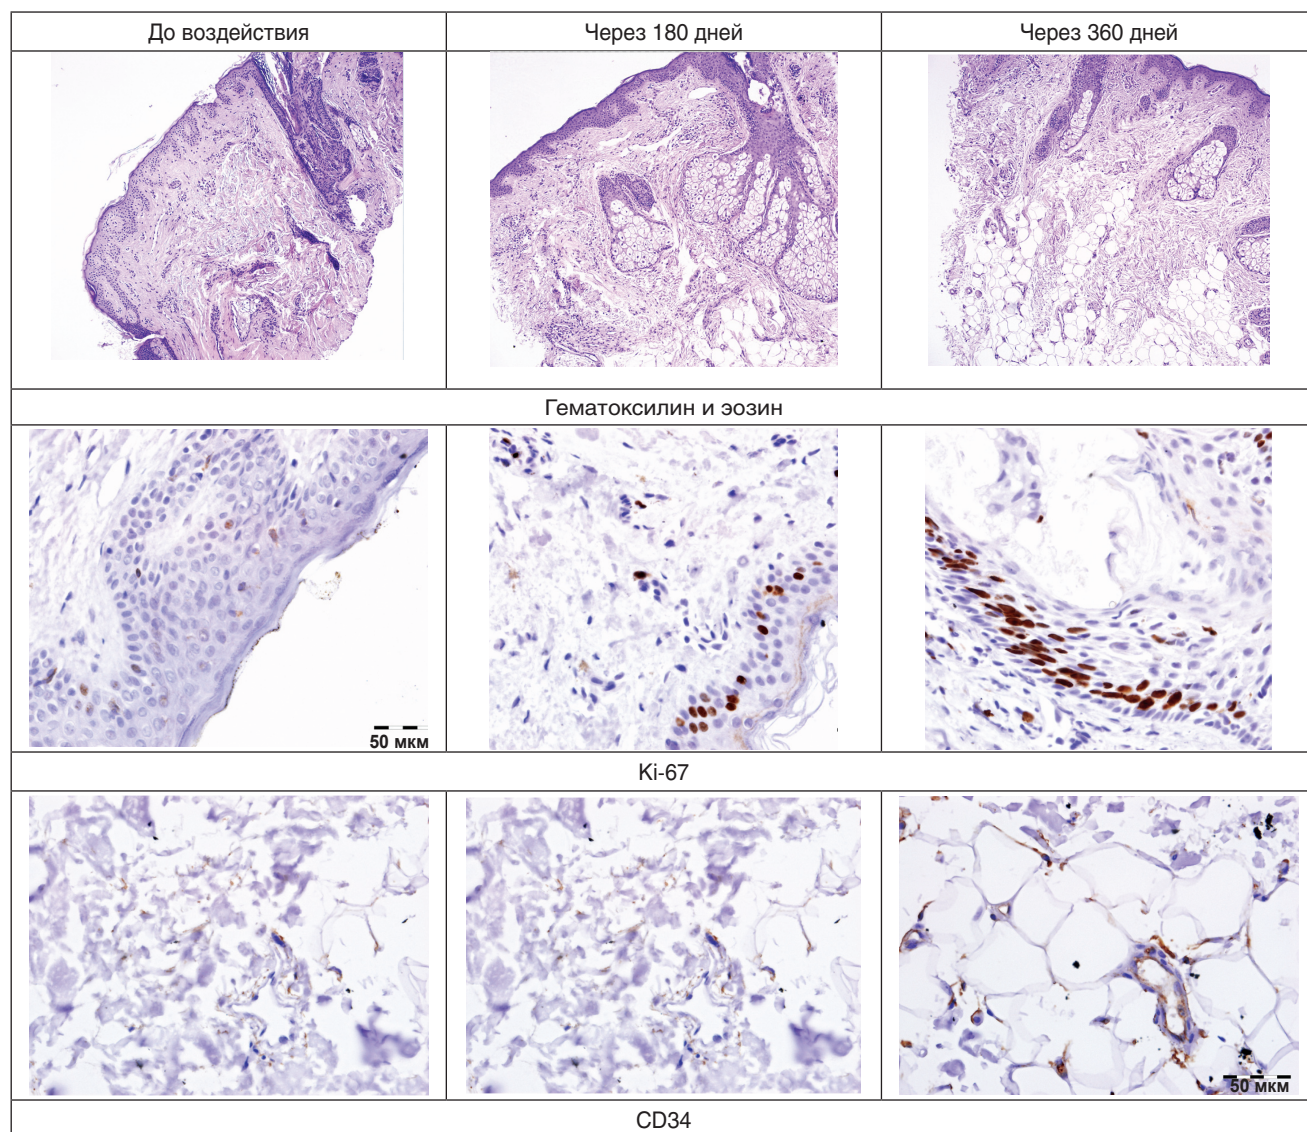 До воздействия
Через 180 дней
Через 360 дней
Гематоксилин и эозин
50 мкм
Ki-67
50 мкм
CD34